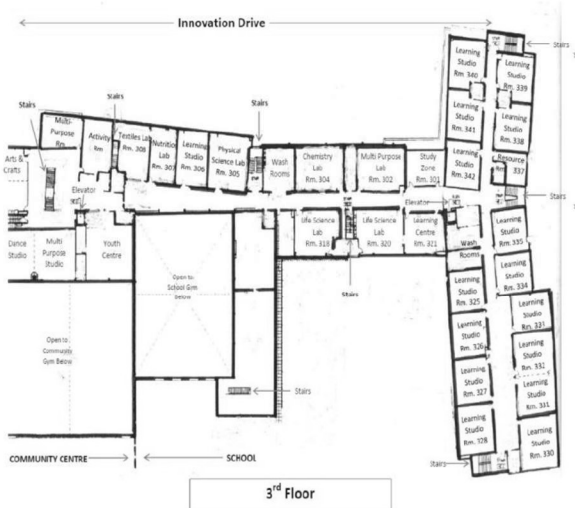 Innovation Drive
Stairs
Stairs
Stairs
Multi-
Purpose
Rm
Activity
Rm
Textiles Lab
Rm. 308
Nutrition
Lab
Rm. 307
Learning
Studio
Rm. 306
Physical
Science Lab
Rm. 305
Wash
Rooms
Chemistry
Lab
Rm. 304
Multi Purpose
Lab
Rm. 302
Study
Zone
Rm. 301
Learning
Studio
Rm. 340
Learning
Studio
Rm. 339
Stairs
Learning
Studio
Rm. 341
Learning
Studio
Rm. 338
Learning
Studio
Rm. 342
Resource
337
Stairs
Arts &
Crafts
Elevator
Elevator
Dance
Studio
Multi
Purpose
Studio
Youth
Centre
Open to
School Gym
Below
Life Science
Lab
Rm. 318
Life Science
Lab
Rm. 320
Learning
Centre
Rm. 321
Stairs
Wash
Rooms
Learning
Studio
Rm. 335
Learning
Studio
Rm. 334
Learning
Studio
Rm. 325
Learning
Studio
Rm. 326
Learning
Studio
Rm. 327
Learning
Studio
Rm. 328
Learning
Studio
Rm. 332
Learning
Studio
Rm. 331
Learning
Studio
Rm. 330
Learning
Studio
Open to
Community
Gym Below
Stairs
Stairs
COMMUNITY CENTRE
SCHOOL
3rd Floor